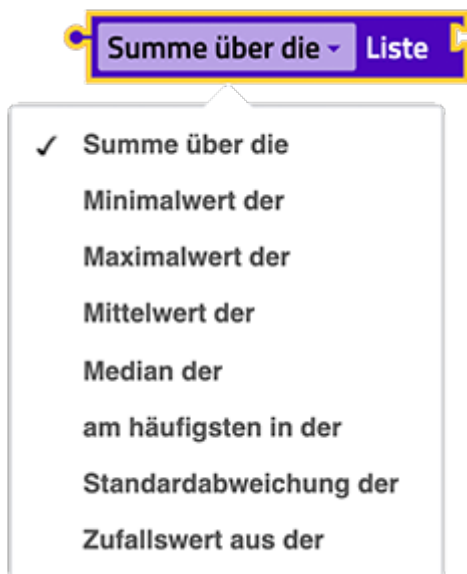 Summe über die Liste
Summe über die
Minimalwert der
Maximalwert der
Mittelwert der
Median der
am häufigsten in der
Standardabweichung der
Zufallswert aus der